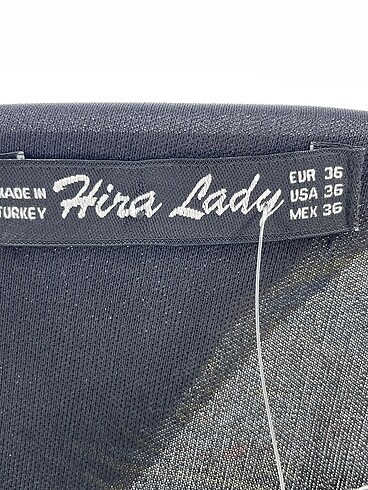 MADE IN
TURKEY
Hira Lady
EUR 36
USA 36
MEX 36